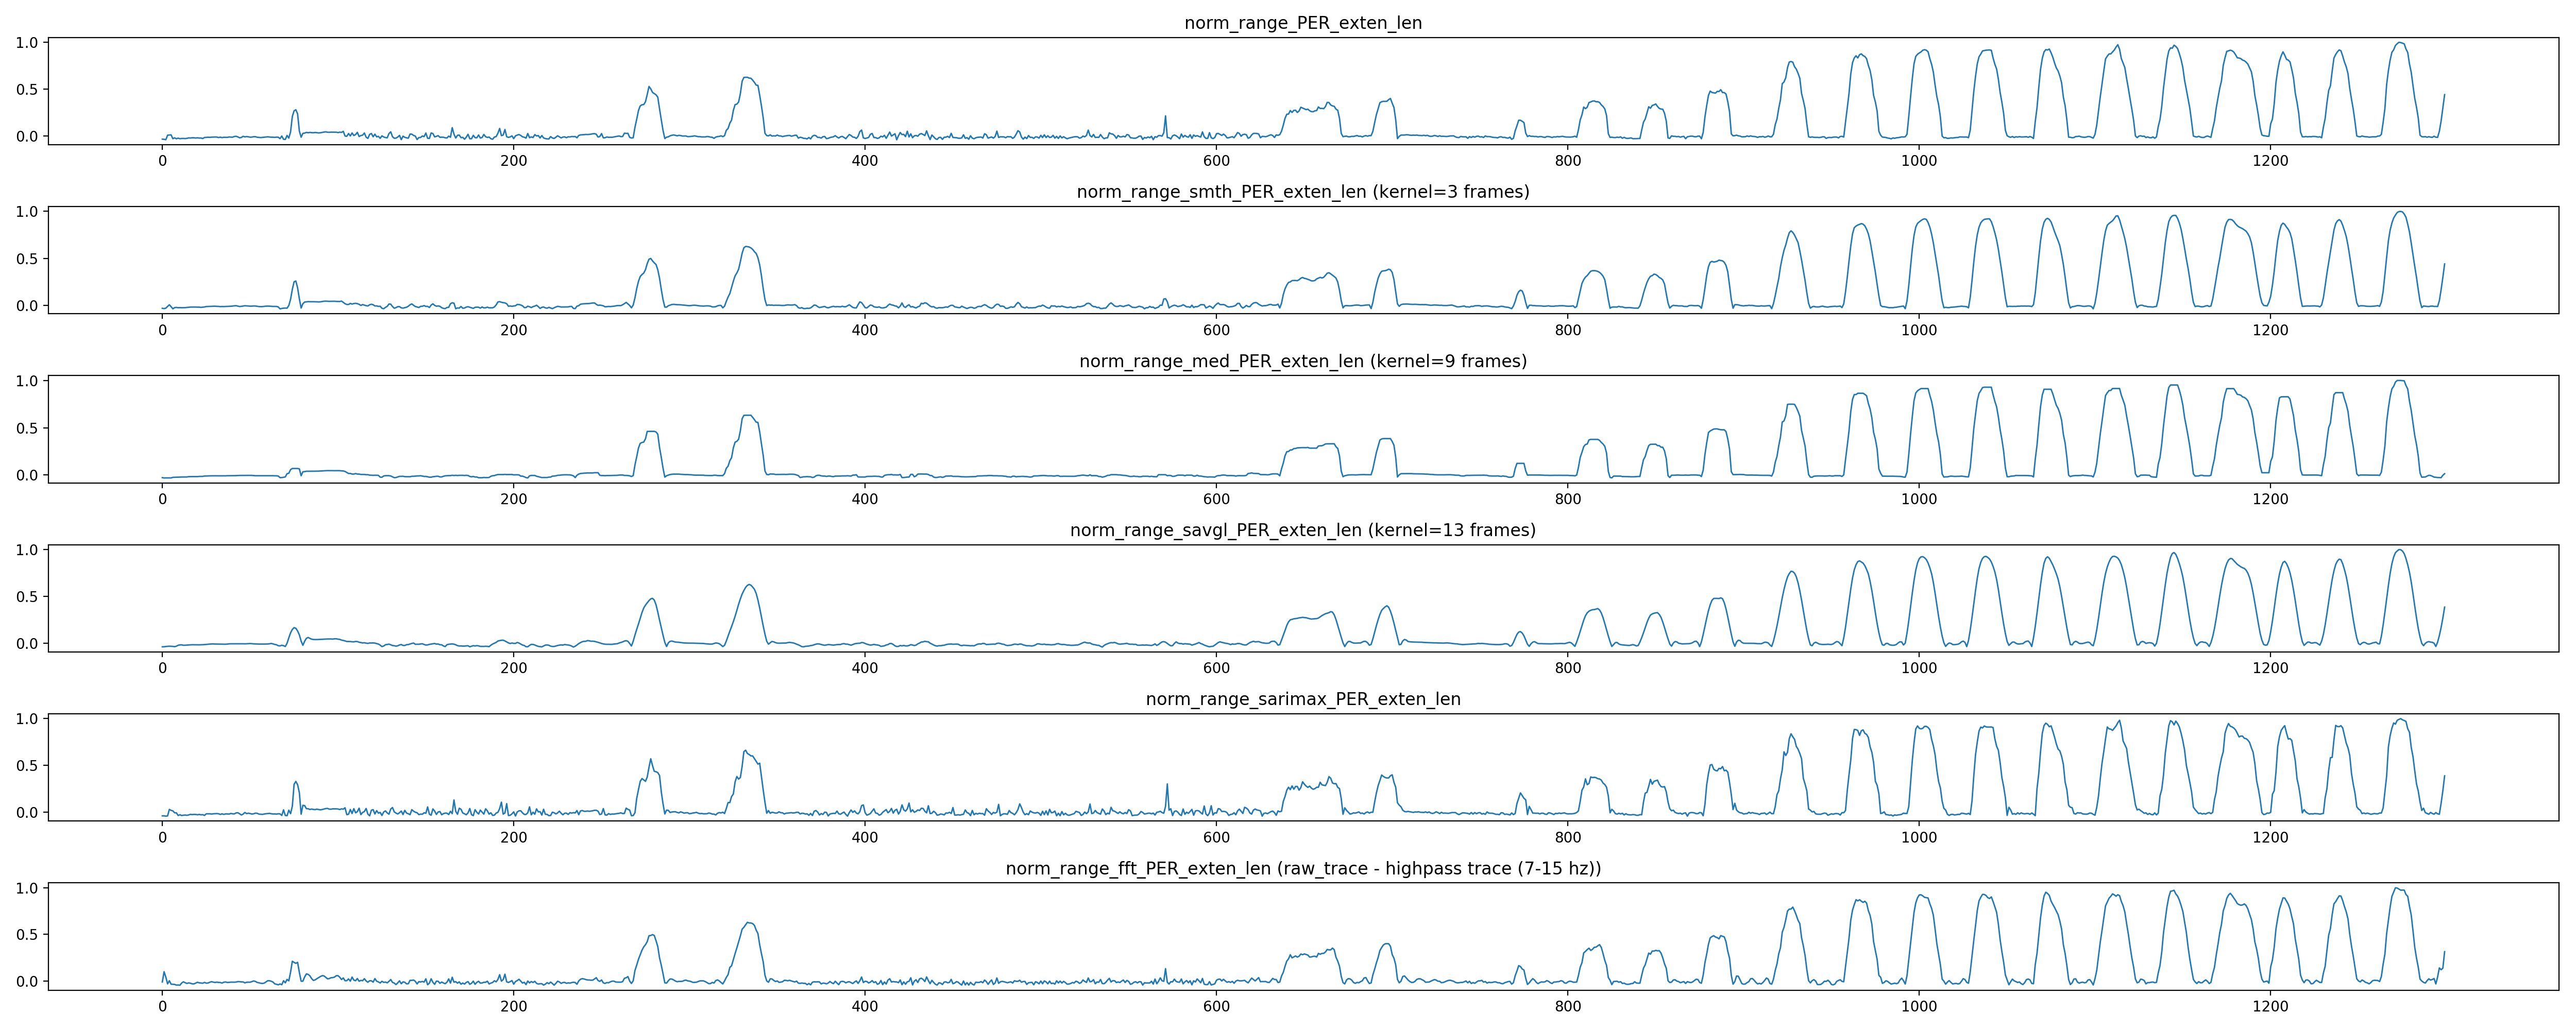 norm_range_PER_exten_len
1.0
0.5
0.0
0 200 400 600 800 1000 1200
norm_range_smth_PER_exten_len (kernel=3 frames)
1.0
0.5
0.0
0 200 400 600 800 1000 1200
norm_range_med_PER_exten_len (kernel=9 frames)
1.0
0.5
0.0
0 200 400 600 800 1000 1200
norm_range_savgl_PER_exten_len (kernel=13 frames)
1.0
0.5
0.0
0 200 400 600 800 1000 1200
norm_range_sarimax_PER_exten_len
1.0
0.5
0.0
0 200 400 600 800 1000 1200
norm_range_fft_PER_exten_len (raw_trace - highpass trace (7-15 hz))
1.0
0.5
0.0
0 200 400 600 800 1000 1200